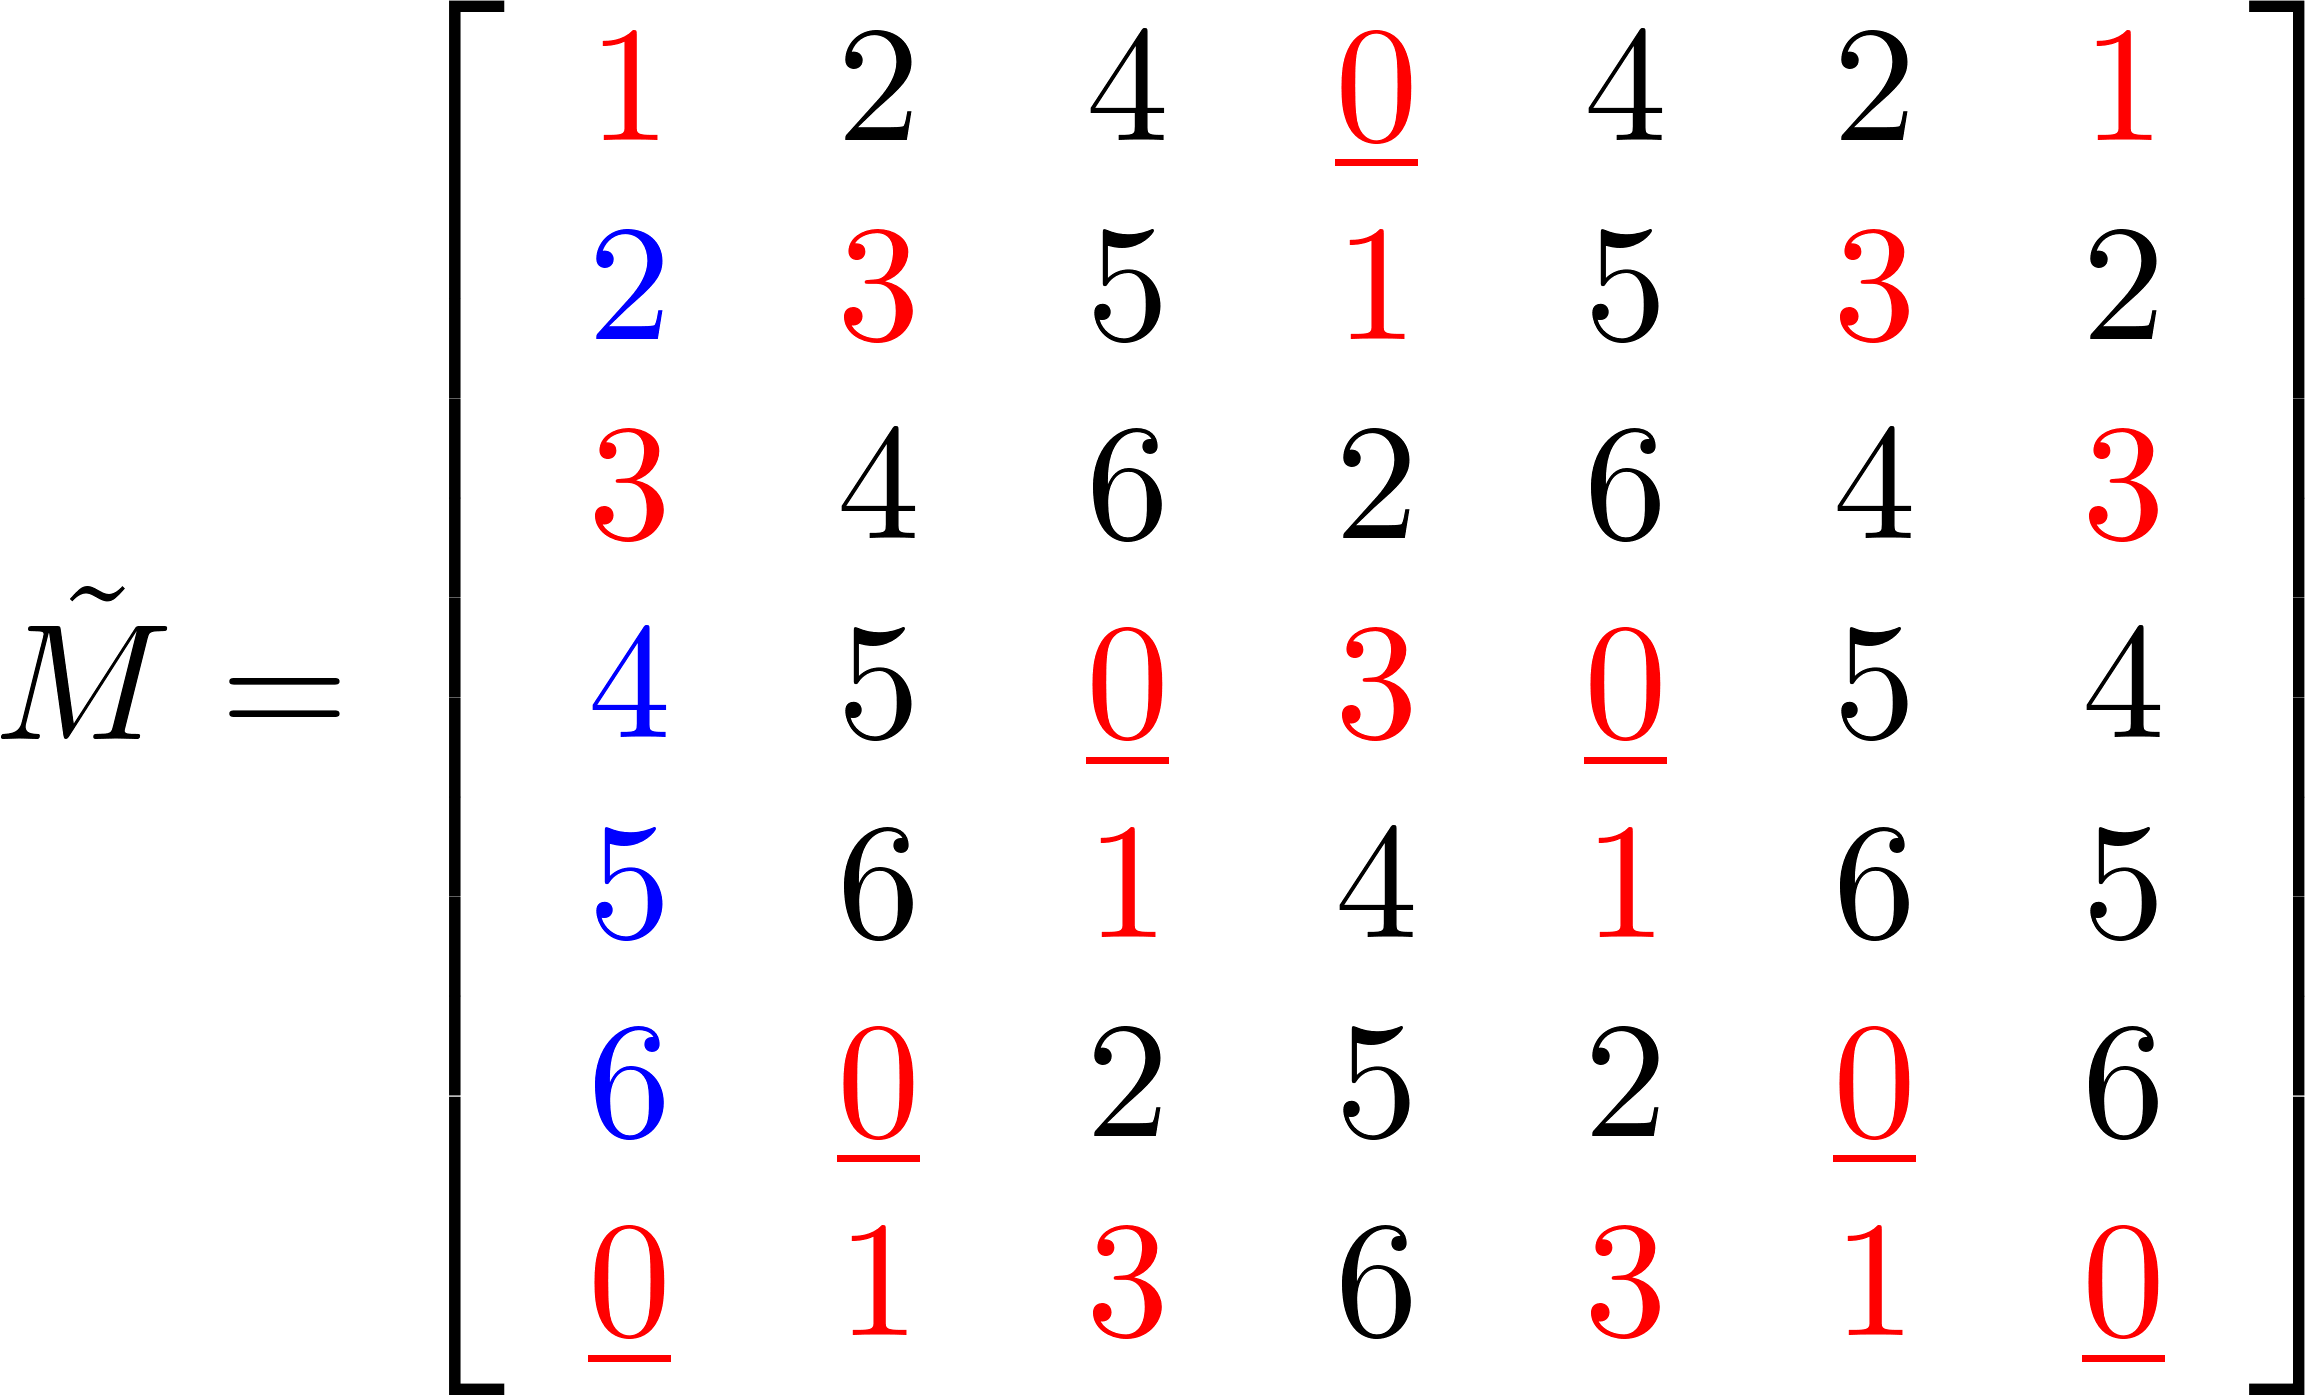 1 2 4 0 4 2 1
2 3 5 1 5 3 2
3 4 6 2 6 4 3
M̃ = 4 5 0 3 0 5 4
5 6 1 4 1 6 5
6 0 2 5 2 0 6
0 1 3 6 3 1 0